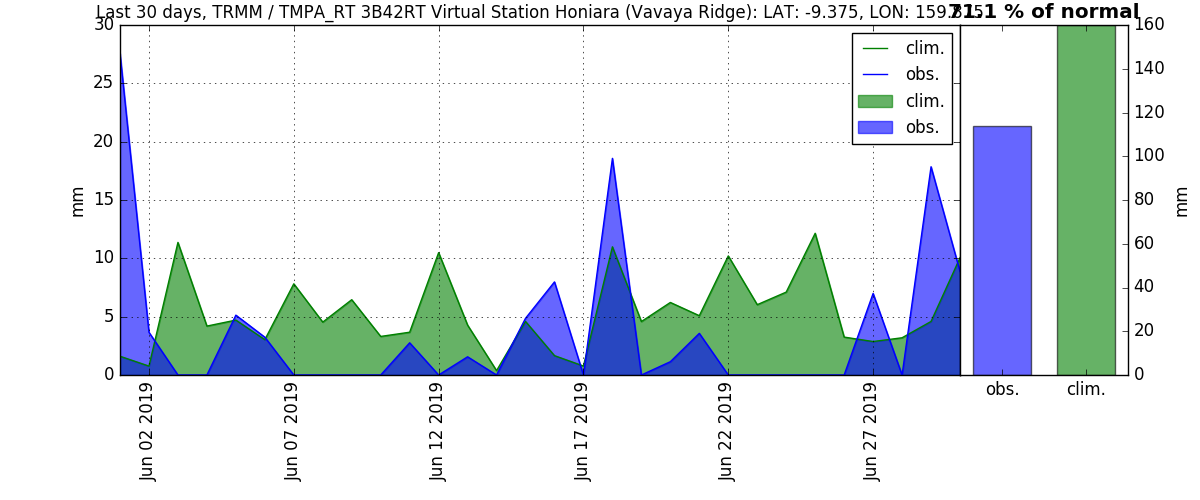 Last 30 days, TRMM / TMPA_RT 3B42RT Virtual Station Honiara (Vavaya Ridge): LAT: -9.375, LON:
71.1 % of normal
30
25
20
15
10
5
0
mm
clim.
obs.
clim.
obs.
160
140
120
100
80
60
40
20
0
mm
Jun 02 2019
Jun 07 2019
Jun 12 2019
Jun 17 2019
Jun 22 2019
Jun 27 2019
obs.
clim.